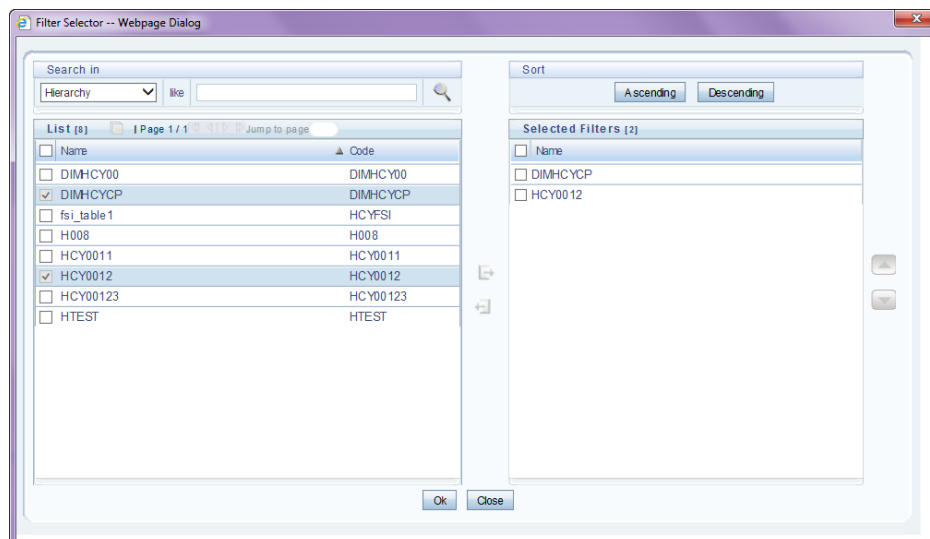 Filter Selector -- Webpage Dialog
Search in
Hierarchy like
Sort
Ascending Descending
List [8] | Page 1 / 1 Jump to page
Name Code
DIMHCY00 DIMHCY00
DIMHCYCP DIMHCYCP
fsi_table1 HCYFSI
H008 H008
HCY0011 HCY0011
HCY0012 HCY0012
HCY00123 HCY00123
HTEST HTEST
Selected Filters [2]
Name
DIMHCYCP
HCY0012
Ok Close